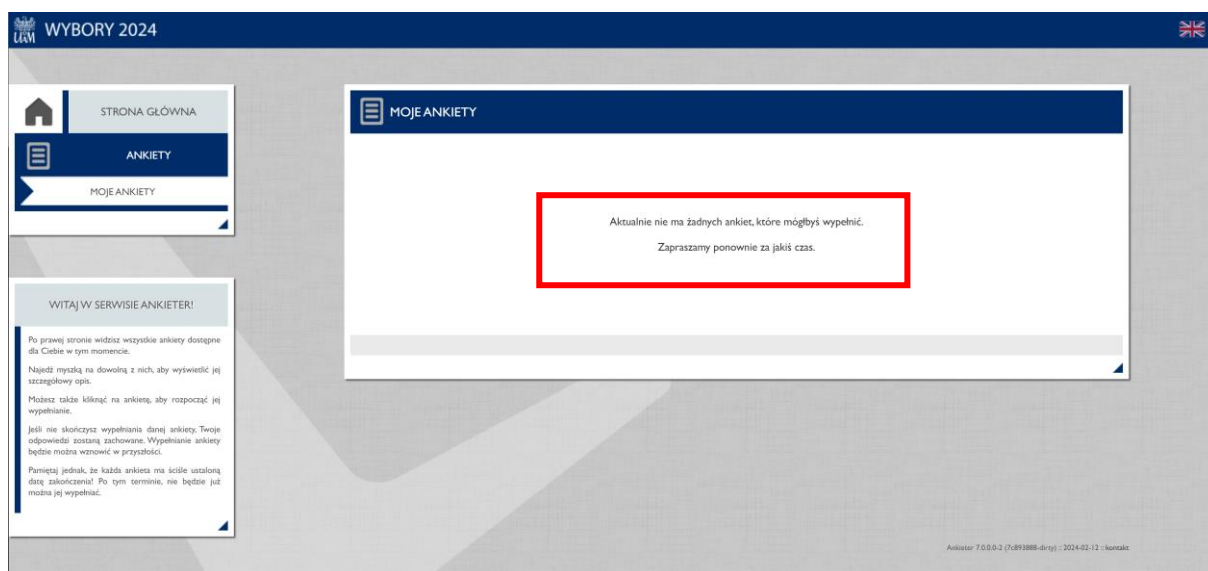 UAM WYBORY 2024
STRONA GŁÓWNA
ANKIETY
MOJE ANKIETY
WITAJ W SERWISIE ANKIETER!
Po prawej stronie widzisz wszystkie ankiety dostępne
dla Ciebie w tym momencie.
Najedź myszką na dowolną z nich, aby wyświetlić jej
szczegółowy opis.
Możesz także kliknąć na ankietę, aby rozpocząć jej
wypełnianie.
Jeśli nie skończysz wypełniania danej ankiety, Twoje
odpowiedzi zostaną zachowane. Wypełnianie ankiety
będzie można wznowić w przyszłości.
Pamiętaj jednak, że każda ankieta ma ściśle ustaloną
datę zakończenia! Po tym terminie, nie będzie już
można jej wypełniać.
MOJE ANKIETY
Aktualnie nie ma żadnych ankiet, które mógłbyś wypełnić.
Zapraszamy ponownie za jakiś czas.
Ankieter 7.0.0.0-2 (7c893888-dirty) :: 2024-02-12 :: kontakt